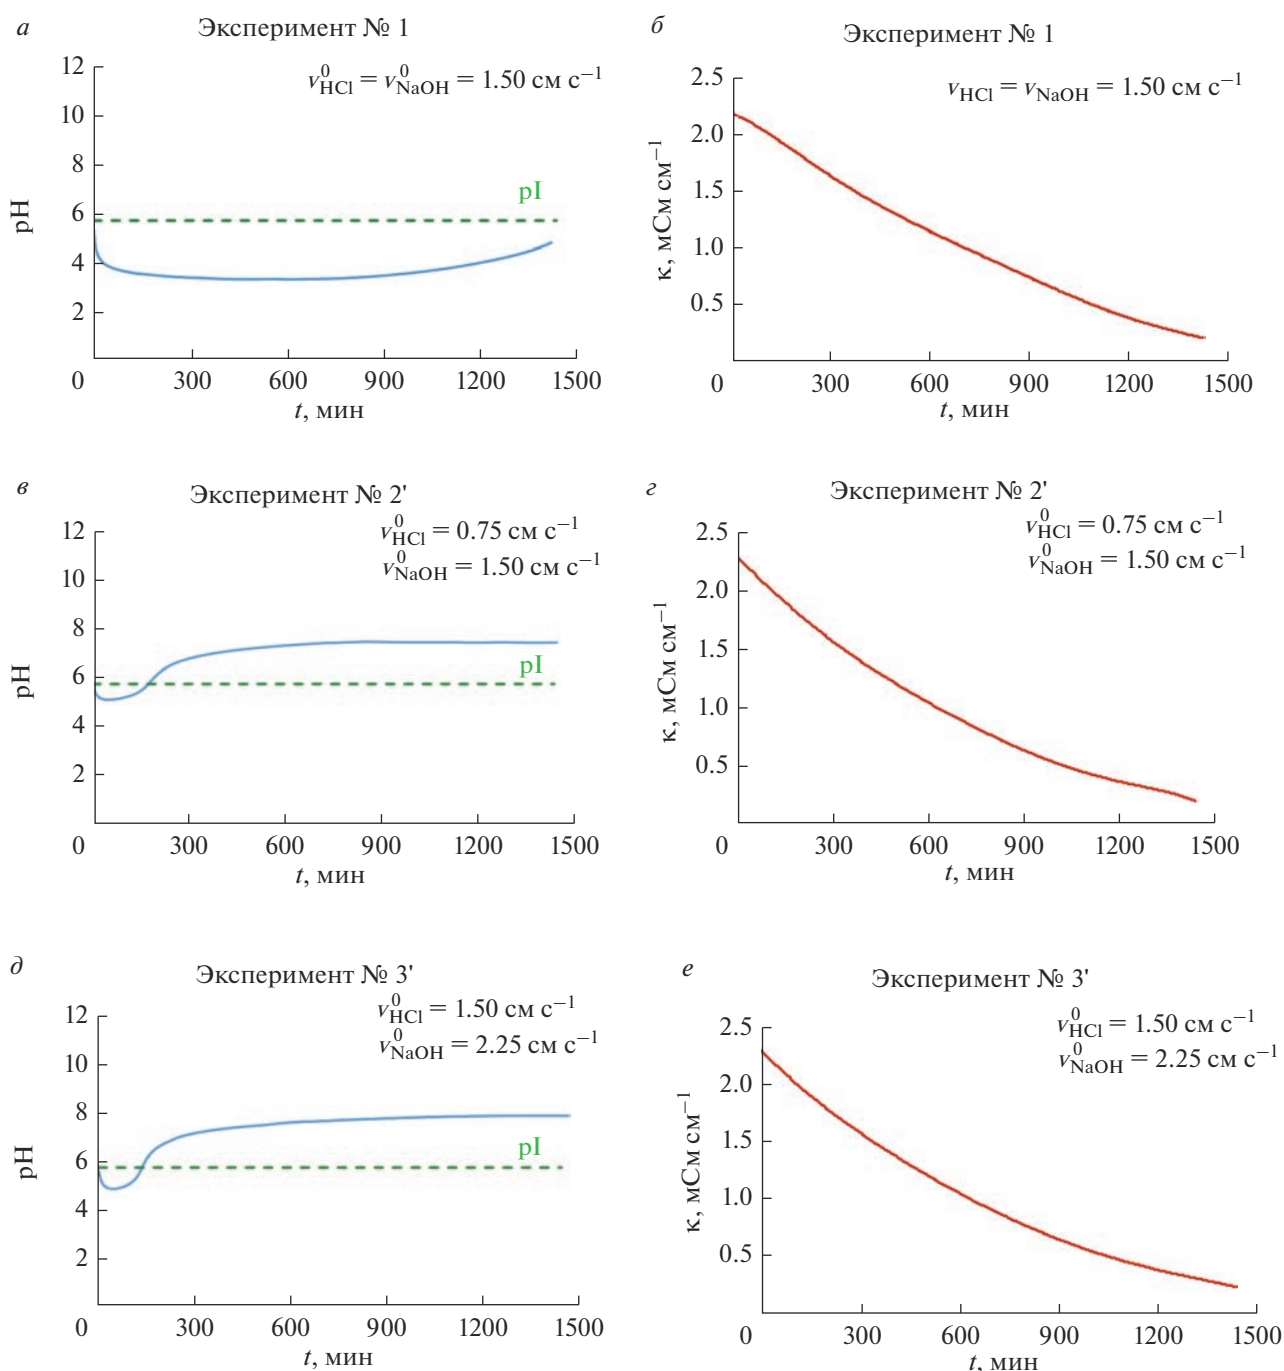 а
Эксперимент № 1
v⁰HCl = v⁰NaOH = 1.50 см с⁻¹
12
10
8
6
4
2
0
pH
pI
300 600 900 1200 1500
t, мин
б
Эксперимент № 1
vHCl = vNaOH = 1.50 см с⁻¹
2.5
2.0
1.5
1.0
0.5
0
κ, мСм см⁻¹
300 600 900 1200 1500
t, мин
в
Эксперимент № 2'
v⁰HCl = 0.75 см с⁻¹
v⁰NaOH = 1.50 см с⁻¹
12
10
8
6
4
2
0
pH
pI
300 600 900 1200 1500
t, мин
г
Эксперимент № 2'
v⁰HCl = 0.75 см с⁻¹
v⁰NaOH = 1.50 см с⁻¹
2.5
2.0
1.5
1.0
0.5
0
κ, мСм см⁻¹
300 600 900 1200 1500
t, мин
д
Эксперимент № 3'
v⁰HCl = 1.50 см с⁻¹
v⁰NaOH = 2.25 см с⁻¹
12
10
8
6
4
2
0
pH
pI
300 600 900 1200 1500
t, мин
е
Эксперимент № 3'
v⁰HCl = 1.50 см с⁻¹
v⁰NaOH = 2.25 см с⁻¹
2.5
2.0
1.5
1.0
0.5
0
κ, мСм см⁻¹
300 600 900 1200 1500
t, мин